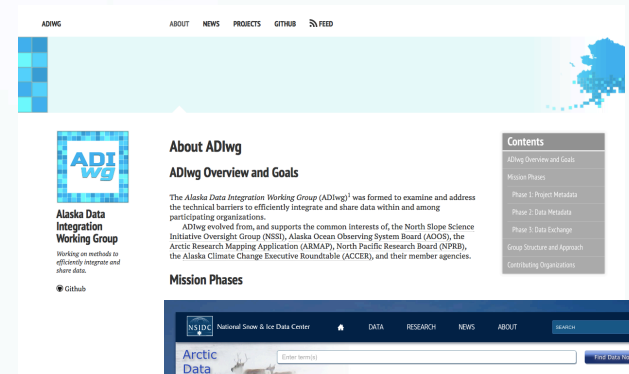 ADIWG ABOUT NEWS PROJECTS GITHUB FEED
ADI
wg
Alaska Data
Integration
Working Group
Working on methods to
efficiently integrate and
share data.
Github
About ADIwg
ADIwg Overview and Goals
The Alaska Data Integration Working Group (ADIwg)¹ was formed to examine and address
the technical barriers to efficiently integrate and share data within and among
participating organizations.
ADIwg evolved from, and supports the common interests of, the North Slope Science
Initiative Oversight Group (NSSI), Alaska Ocean Observing System Board (AOOS), the
Arctic Research Mapping Application (ARMAP), North Pacific Research Board (NPRB),
the Alaska Climate Change Executive Roundtable (ACCER), and their member agencies.
Mission Phases
Contents
ADIwg Overview and Goals
Mission Phases
Phase 1: Project Metadata
Phase 2: Data Metadata
Phase 3: Data Exchange
Group Structure and Approach
Contributing Organizations
NSIDC National Snow & Ice Data Center DATA RESEARCH NEWS ABOUT SEARCH
Arctic
Data
Enter term(s)
Find Data No